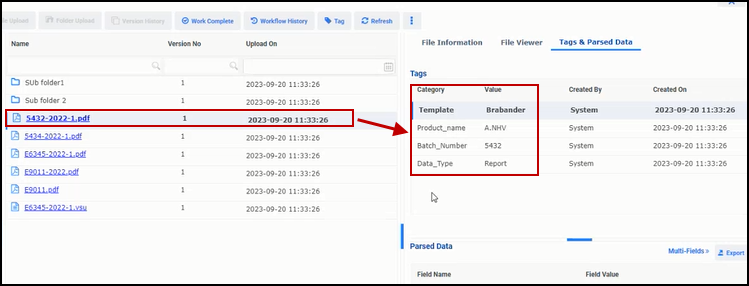 File Upload Folder Upload Version History Work Complete Workflow History Tag Refresh
File Information File Viewer Tags & Parsed Data
Name Version No Upload On
Tags
Category Value Created By Created On
SUb folder1 1 2023-09-20 11:33:26
Template Brabander System 2023-09-20 11:33:26
Sub folder 2 1 2023-09-20 11:33:26
5432-2022-1.pdf 1 2023-09-20 11:33:26
Product_name A.NHV System 2023-09-20 11:33:26
5434-2022-1.pdf 1 2023-09-20 11:33:26
Batch_Number 5432 System 2023-09-20 11:33:26
E6345-2022-1.pdf 1 2023-09-20 11:33:26
Data_Type Report System 2023-09-20 11:33:26
E9011-2022.pdf 1 2023-09-20 11:33:26
E9011.pdf 1 2023-09-20 11:33:26
E6345-2022-1.vsu 1 2023-09-20 11:33:26
Parsed Data
Multi-Fields » Export
Field Name Field Value